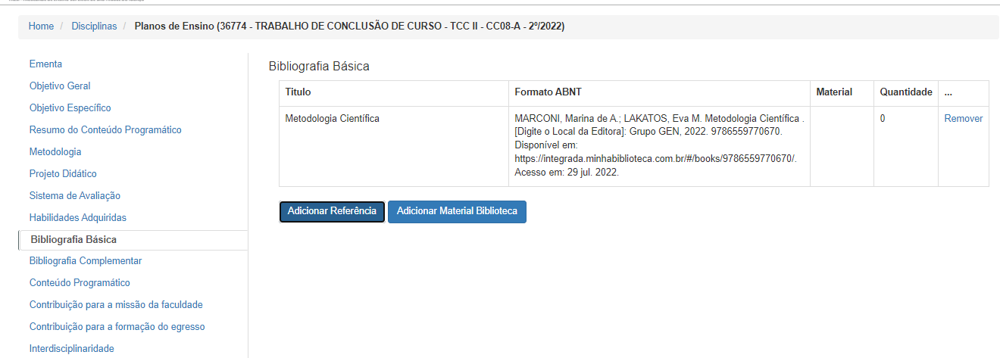 Home / Disciplinas / Planos de Ensino (36774 - TRABALHO DE CONCLUSÃO DE CURSO - TCC II - CC08-A - 2º/2022)
Ementa
Objetivo Geral
Objetivo Específico
Resumo do Conteúdo Programático
Metodologia
Projeto Didático
Sistema de Avaliação
Habilidades Adquiridas
Bibliografia Básica
Bibliografia Complementar
Conteúdo Programático
Contribuição para a missão da faculdade
Contribuição para a formação do egresso
Interdisciplinaridade
Bibliografia Básica
Titulo Formato ABNT Material Quantidade ...
Metodologia Científica
MARCONI, Marina de A.; LAKATOS, Eva M. Metodologia Científica .
[Digite o Local da Editora]: Grupo GEN, 2022. 9786559770670.
Disponível em:
https://integrada.minhabiblioteca.com.br/#/books/9786559770670/.
Acesso em: 29 jul. 2022.
0
Remover
Adicionar Referência Adicionar Material Biblioteca